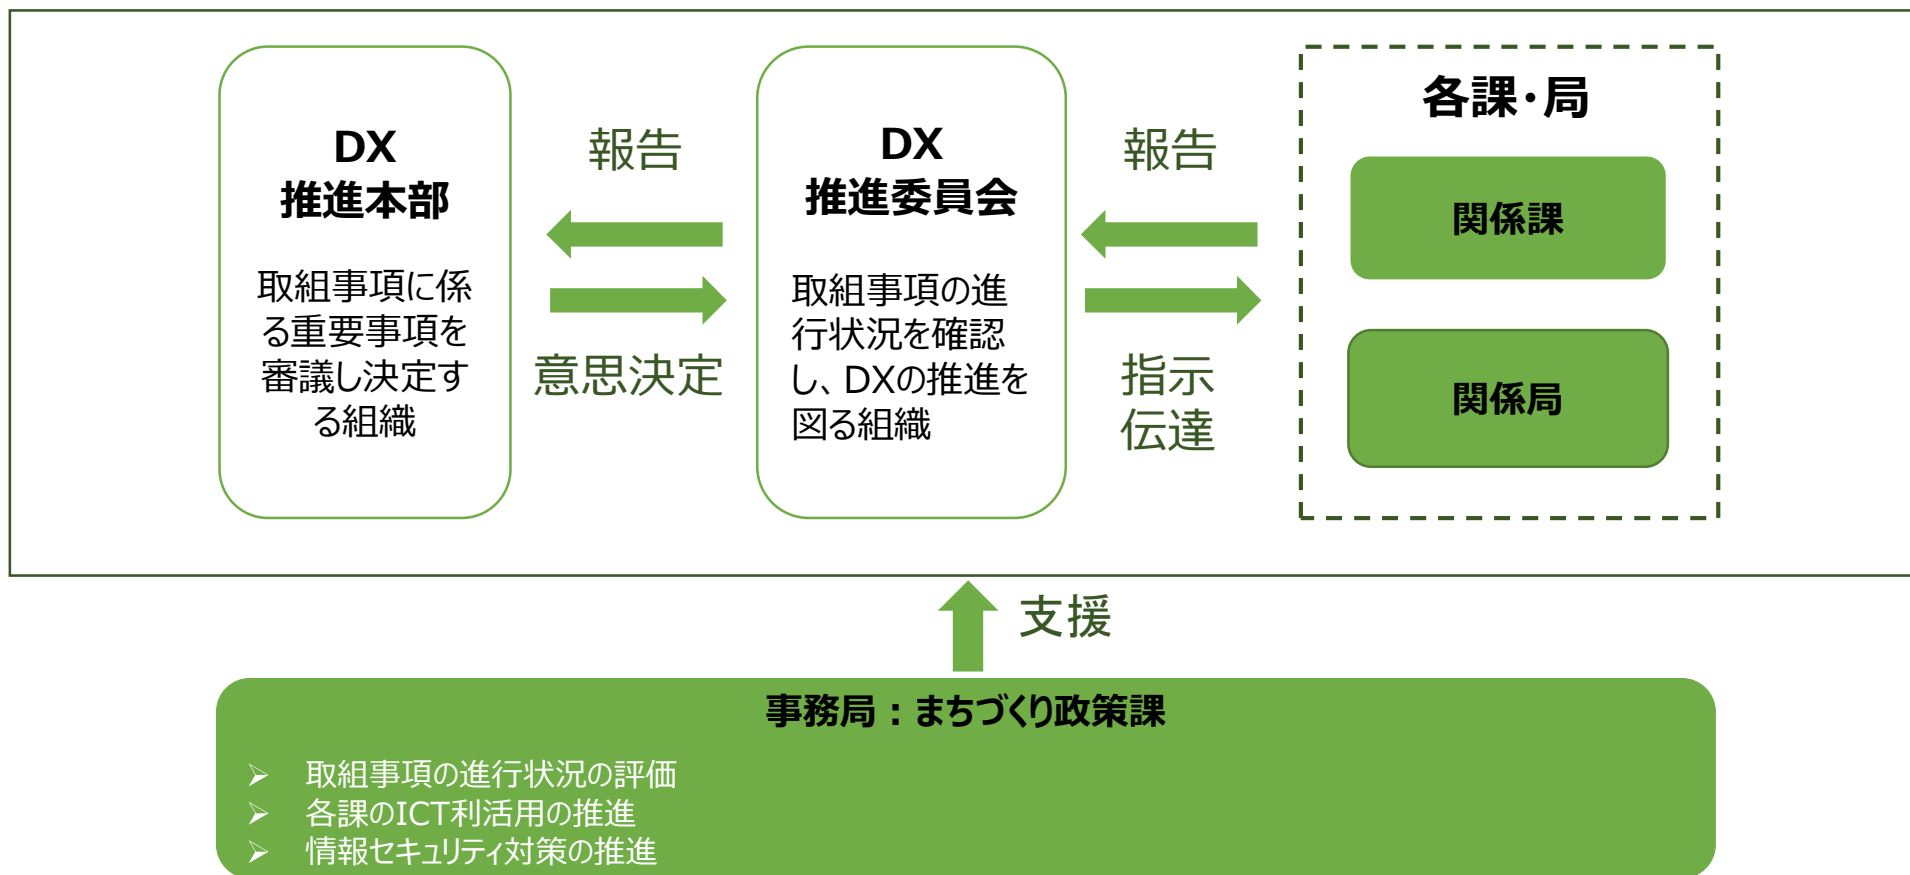 DX
推進本部
取組事項に係
る重要事項を
審議し決定す
る組織
報告
意思決定
DX
推進委員会
取組事項の進
行状況を確認
し、DXの推進を
図る組織
報告
指示
伝達
各課・局
関係課
関係局
支援
事務局：まちづくり政策課
➢ 取組事項の進行状況の評価
➢ 各課のICT利活用の推進
➢ 情報セキュリティ対策の推進